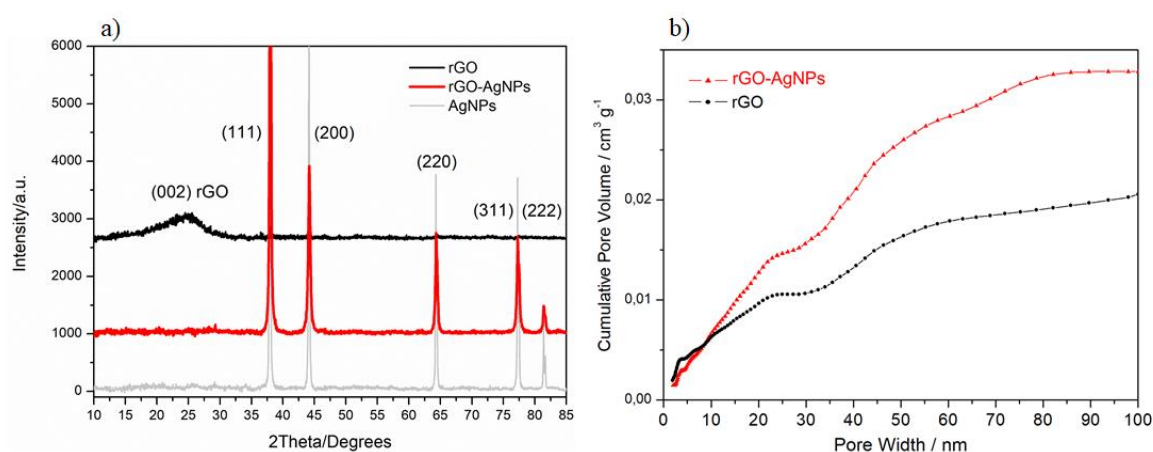 a)
6000
5000
4000
3000
2000
1000
0
Intensity/a.u.
rGO
rGO-AgNPs
AgNPs
(111)
(200)
(220)
(002) rGO
(311)
(222)
10 15 20 25 30 35 40 45 50 55 60 65 70 75 80 85
2Theta/Degrees
b)
0,03
0,02
0,01
0,00
Cumulative Pore Volume / cm³ g⁻¹
rGO-AgNPs
rGO
0 10 20 30 40 50 60 70 80 90 100
Pore Width / nm